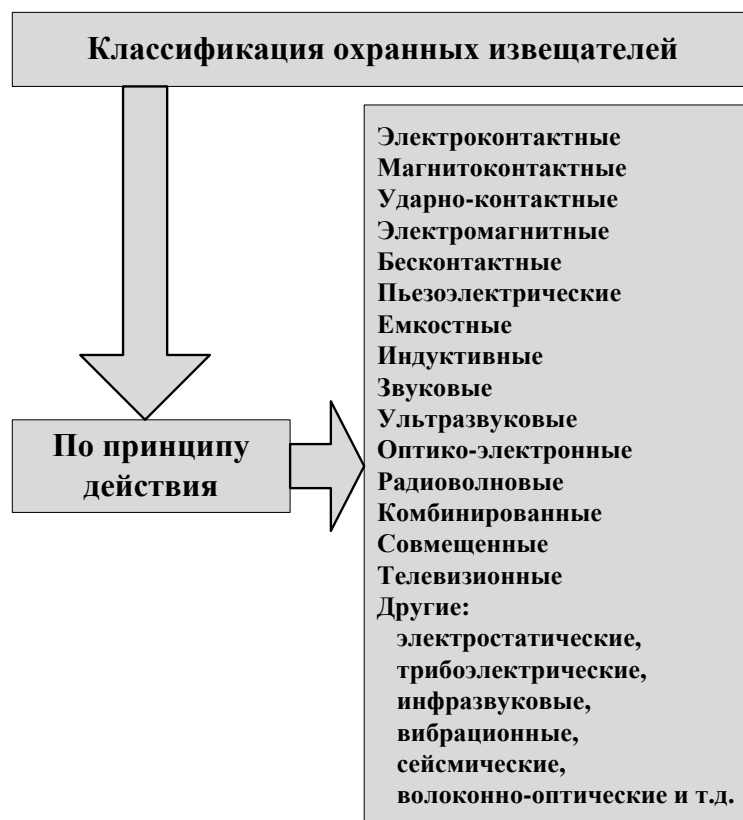 Классификация охранных извещателей
По принципу
действия
Электроконтактные
Магнитоконтактные
Ударно-контактные
Электромагнитные
Бесконтактные
Пьезоэлектрические
Емкостные
Индуктивные
Звуковые
Ультразвуковые
Оптико-электронные
Радиоволновые
Комбинированные
Совмещенные
Телевизионные
Другие:
электростатические,
трибоэлектрические,
инфразвуковые,
вибрационные,
сейсмические,
волоконно-оптические и т.д.